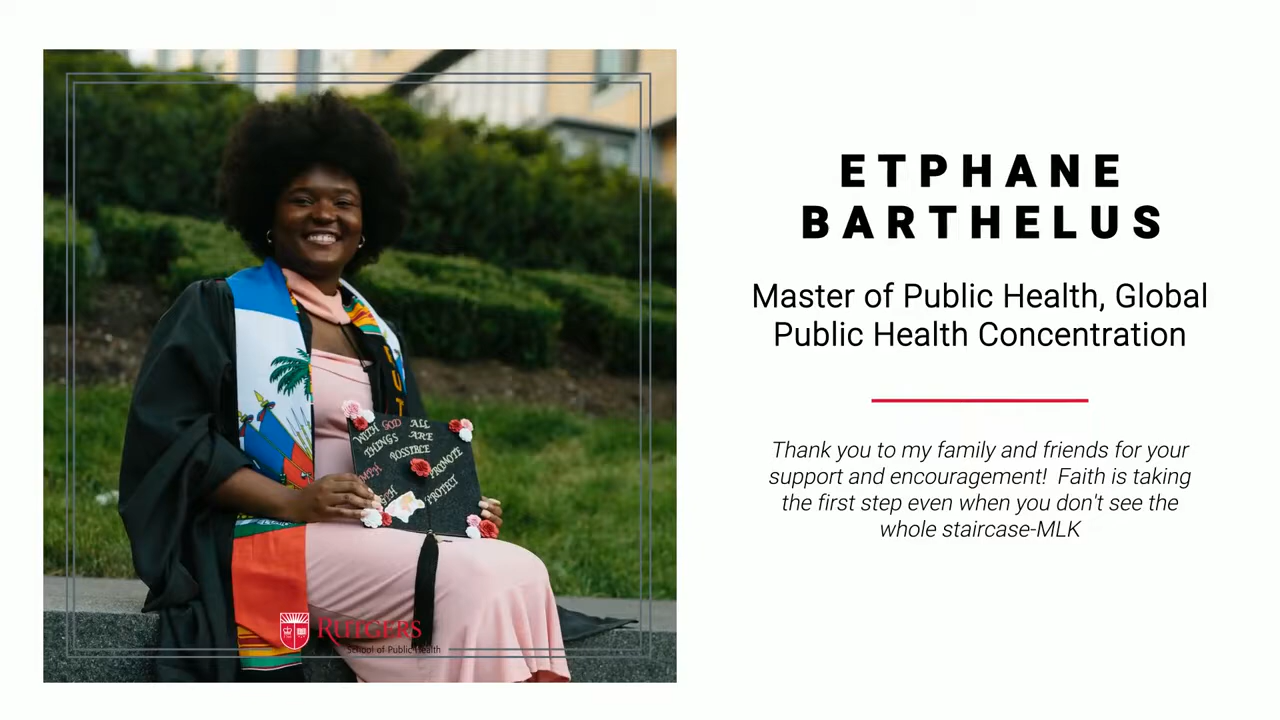 ETPHANE
BARTHELUS
Master of Public Health, Global
Public Health Concentration
Thank you to my family and friends for your
support and encouragement!  Faith is taking
the first step even when you don't see the
whole staircase-MLK
WITH GOD ALL
THINGS ARE
POSSIBLE
PROMOTE
PROTECT
RUTGERS
School of Public Health